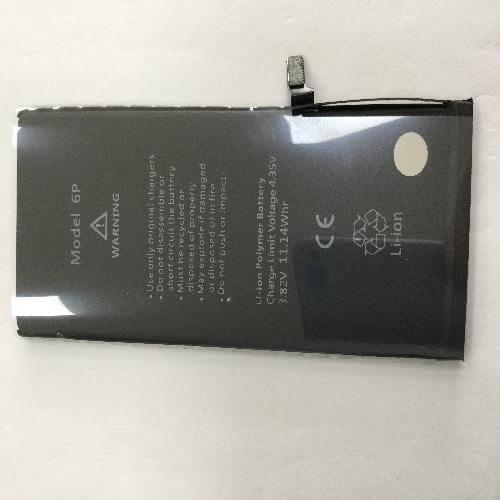 Model 6P
WARNING
• Use only original chargers
• Do not disassemble or
short circuit the battery
• Must be recycled or
disposed of properly
• May explode if damaged
or disposed of in fire
• Do not push or impact
Li-ion Polymer Battery
Charge Limit Voltage 4.35V
3.82V 11.14Whr
CE
Li-ion